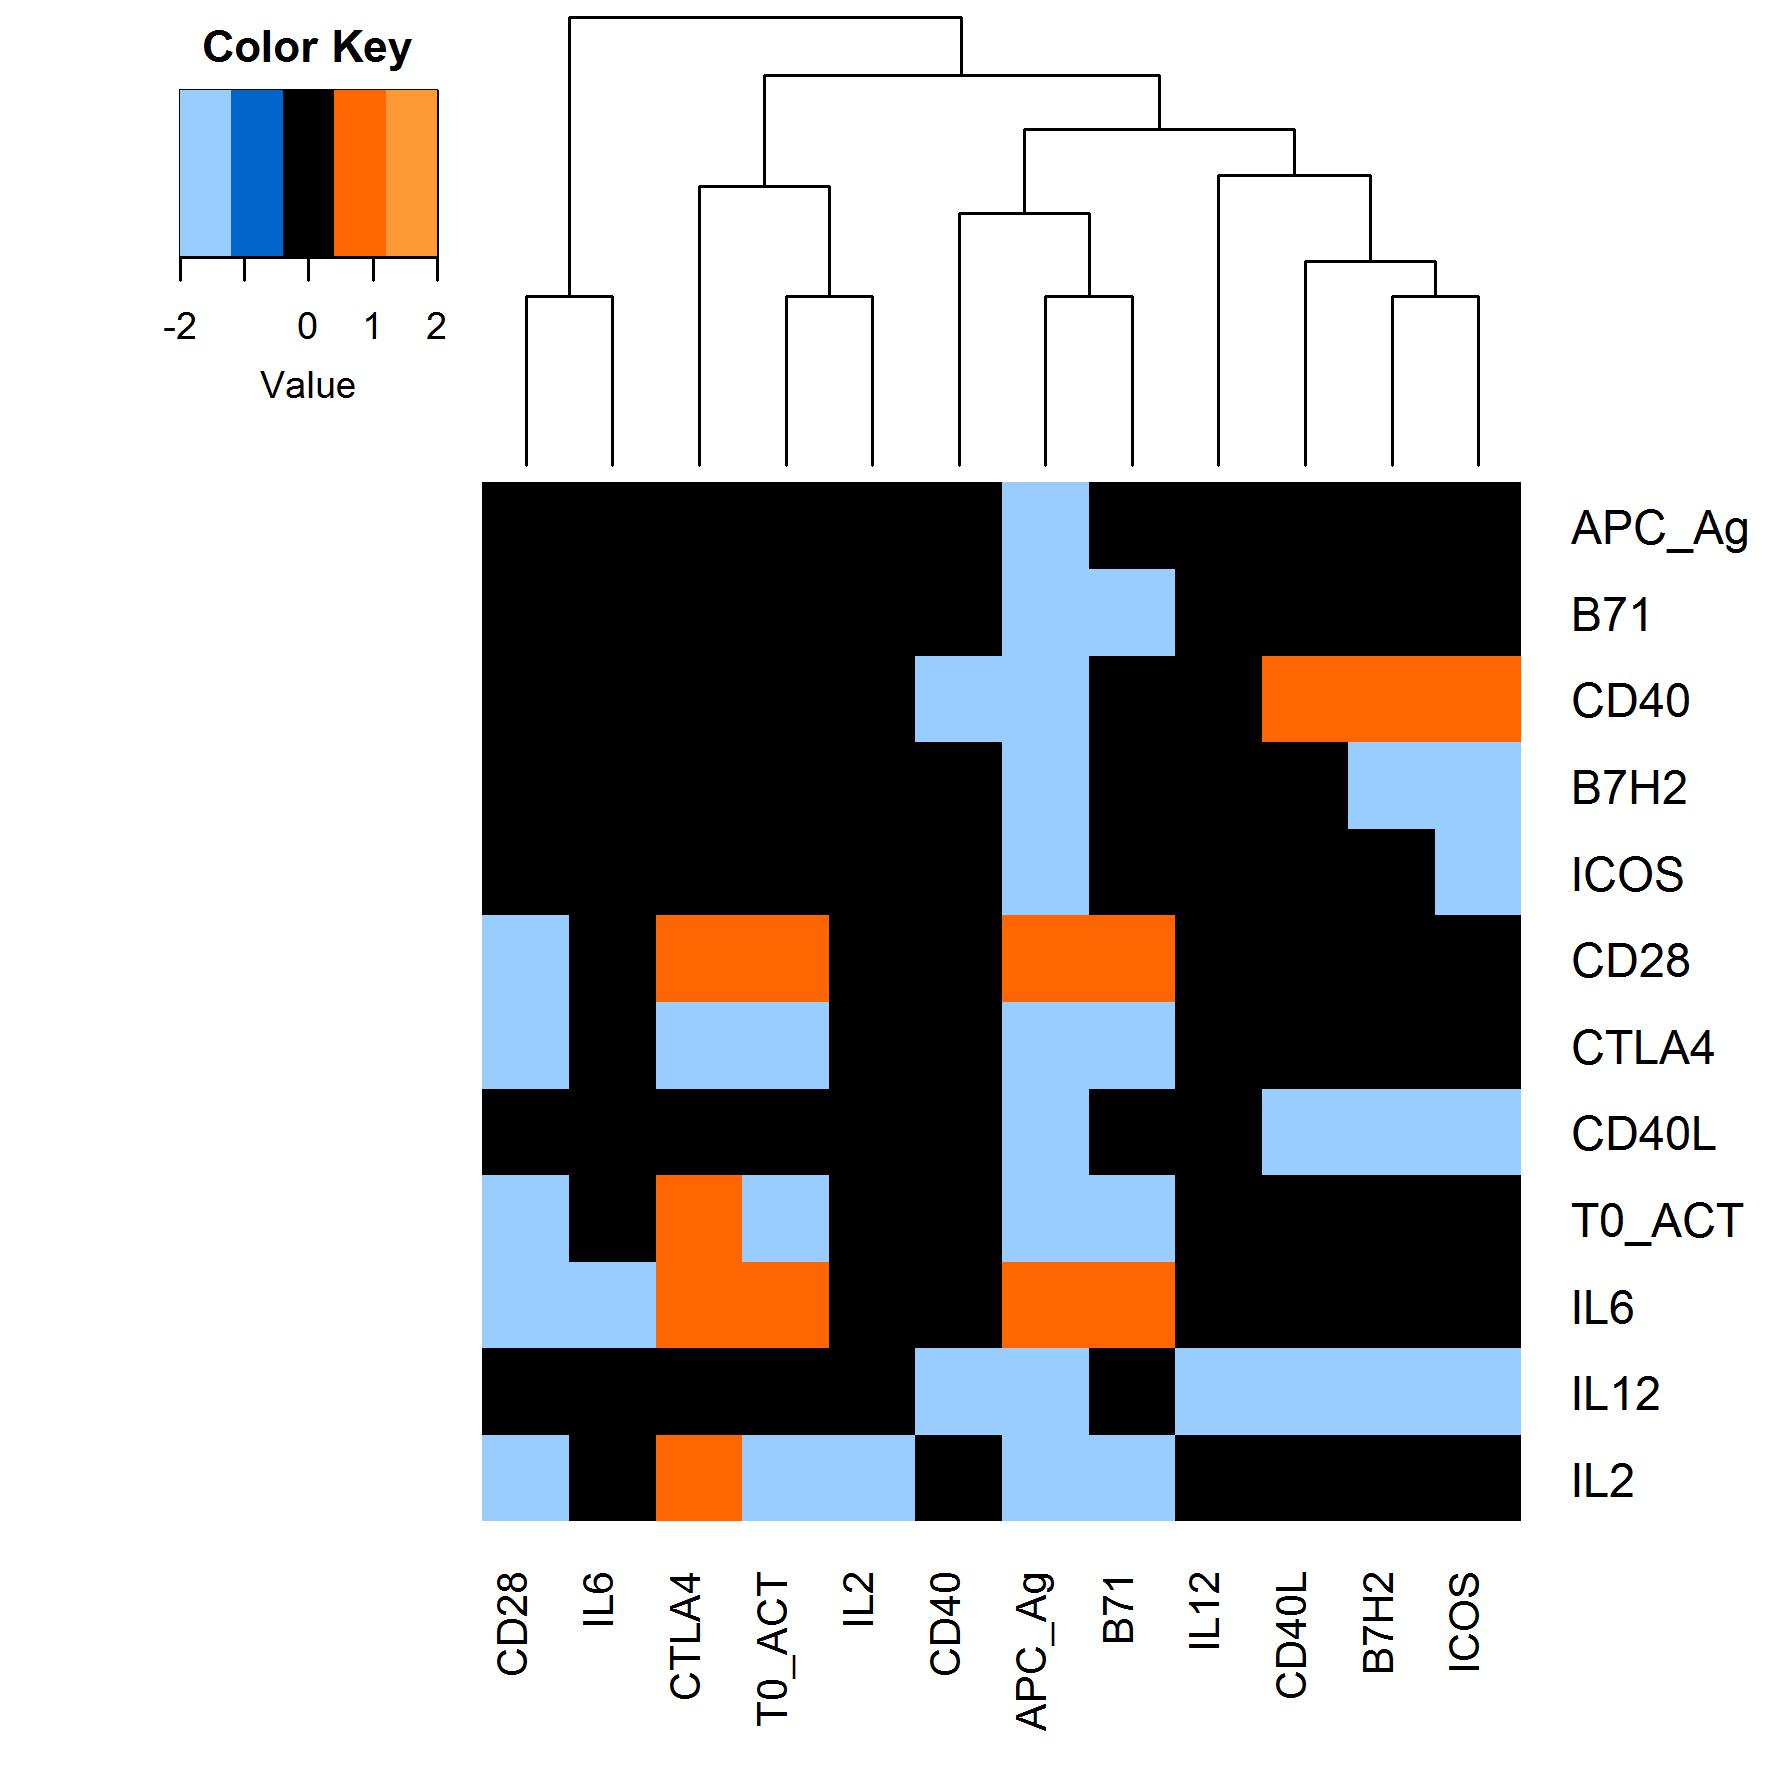 Color Key
-2 0 1 2
Value
APC_Ag
B71
CD40
B7H2
ICOS
CD28
CTLA4
CD40L
T0_ACT
IL6
IL12
IL2
CD28
IL6
CTLA4
T0_ACT
IL2
CD40
APC_Ag
B71
IL12
CD40L
B7H2
ICOS